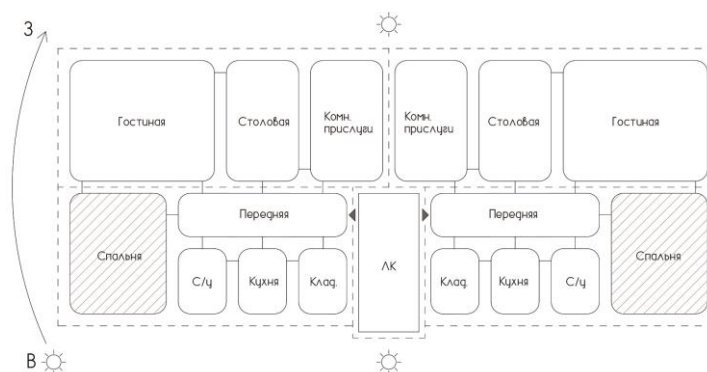 З
Гостиная
Столовая
Комн.
прислуги
Комн.
прислуги
Столовая
Гостиная
Спальня
Передняя
ЛК
Передняя
Спальня
С/у
Кухня
Клад.
Клад.
Кухня
С/у
В